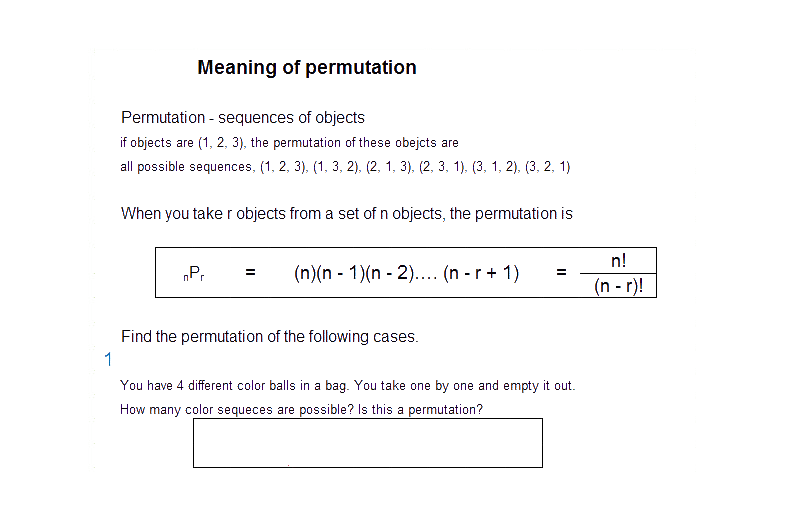 Meaning of permutation
Permutation - sequences of objects
if objects are (1, 2, 3), the permutation of these obejcts are
all possible sequences, (1, 2, 3), (1, 3, 2), (2, 1, 3), (2, 3, 1), (3, 1, 2), (3, 2, 1)
When you take r objects from a set of n objects, the permutation is
nPr = (n)(n - 1)(n - 2).... (n - r + 1) = n! / (n - r)!
Find the permutation of the following cases.
1
You have 4 different color balls in a bag. You take one by one and empty it out.
How many color sequeces are possible? Is this a permutation?